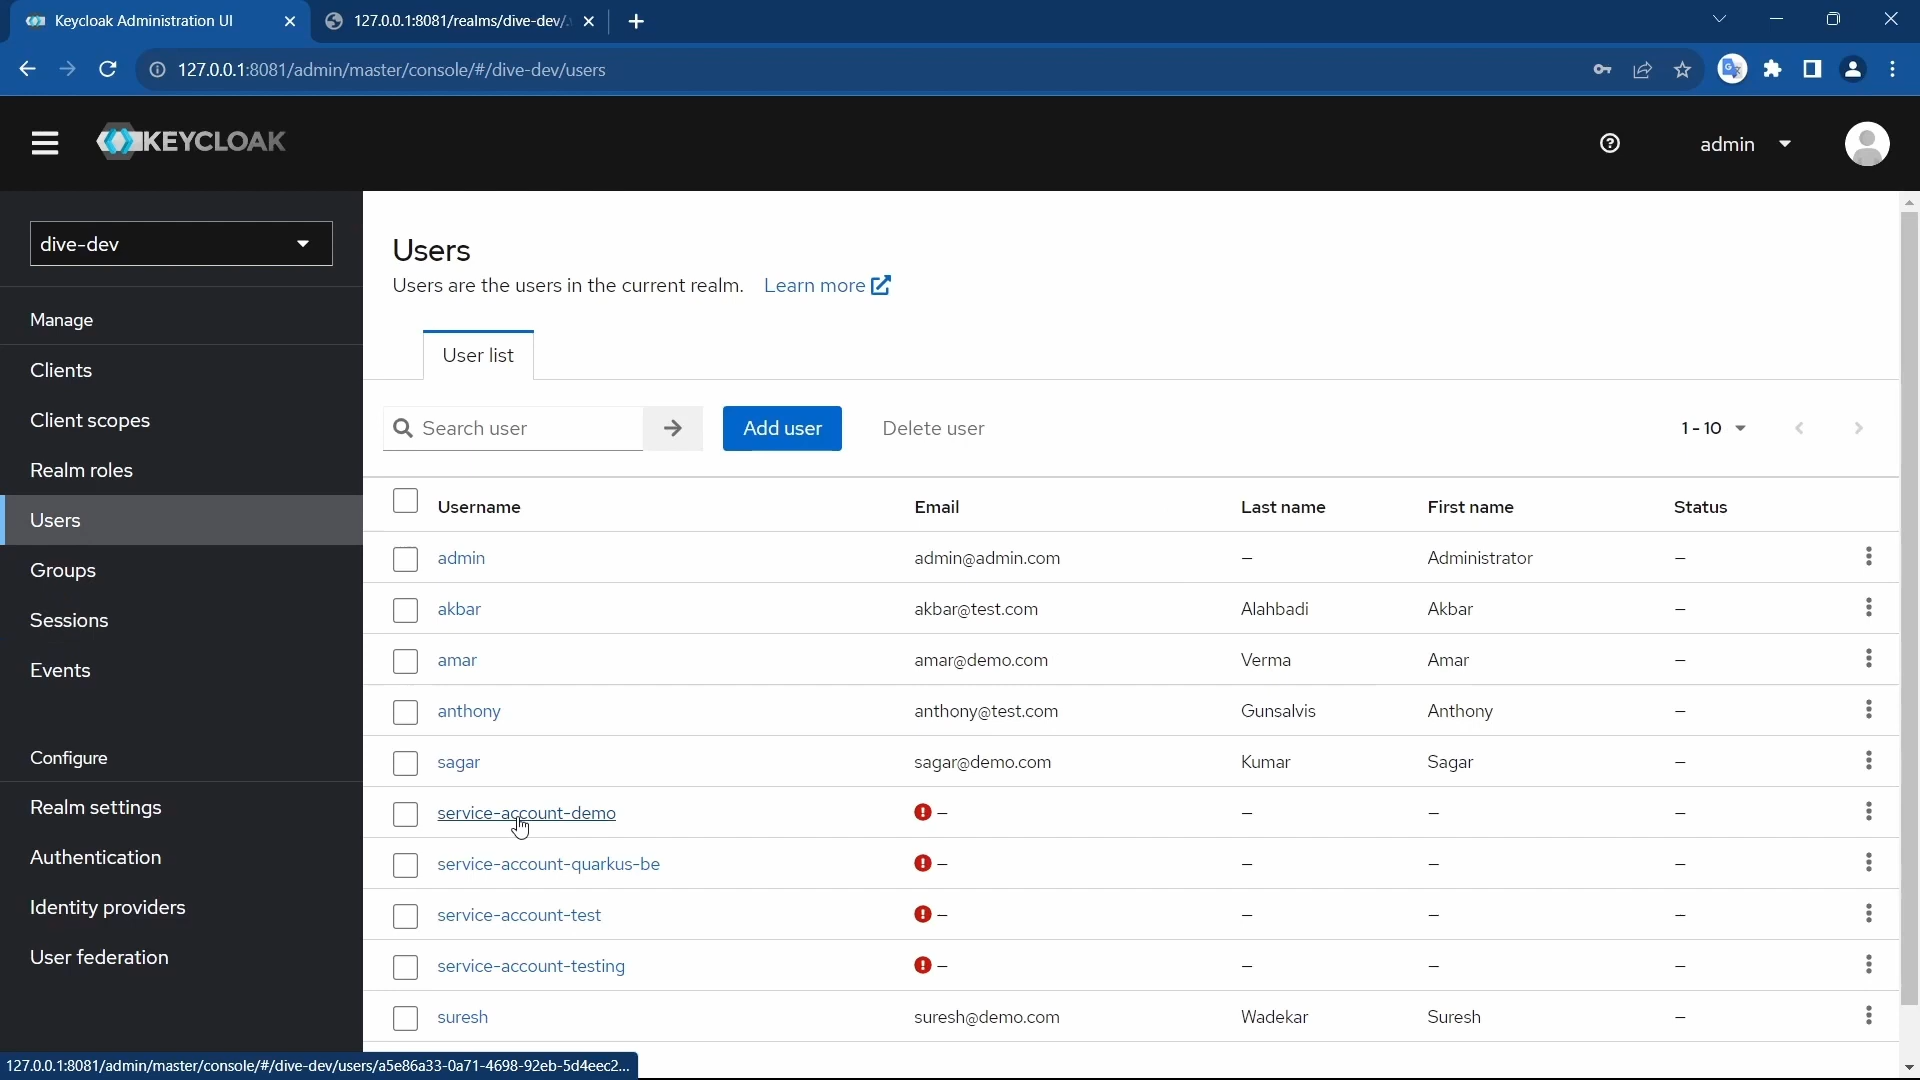 Keycloak Administration UI
127.0.0.1:8081/realms/dive-dev/.
127.0.0.1:8081/admin/master/console/#/dive-dev/users
KEYCLOAK
admin
dive-dev
Manage
Clients
Client scopes
Realm roles
Users
Groups
Sessions
Events
Configure
Realm settings
Authentication
Identity providers
User federation
Users
Users are the users in the current realm. Learn more
User list
Search user
Add user
Delete user
1 - 10
Username Email Last name First name Status
admin admin@admin.com – Administrator –
akbar akbar@test.com Alahbadi Akbar –
amar amar@demo.com Verma Amar –
anthony anthony@test.com Gunsalvis Anthony –
sagar sagar@demo.com Kumar Sagar –
service-account-demo – – – –
service-account-quarkus-be – – – –
service-account-test – – – –
service-account-testing – – – –
suresh suresh@demo.com Wadekar Suresh –
127.0.0.1:8081/admin/master/console/#/dive-dev/users/a5e86a33-0a71-4698-92eb-5d4eec2...